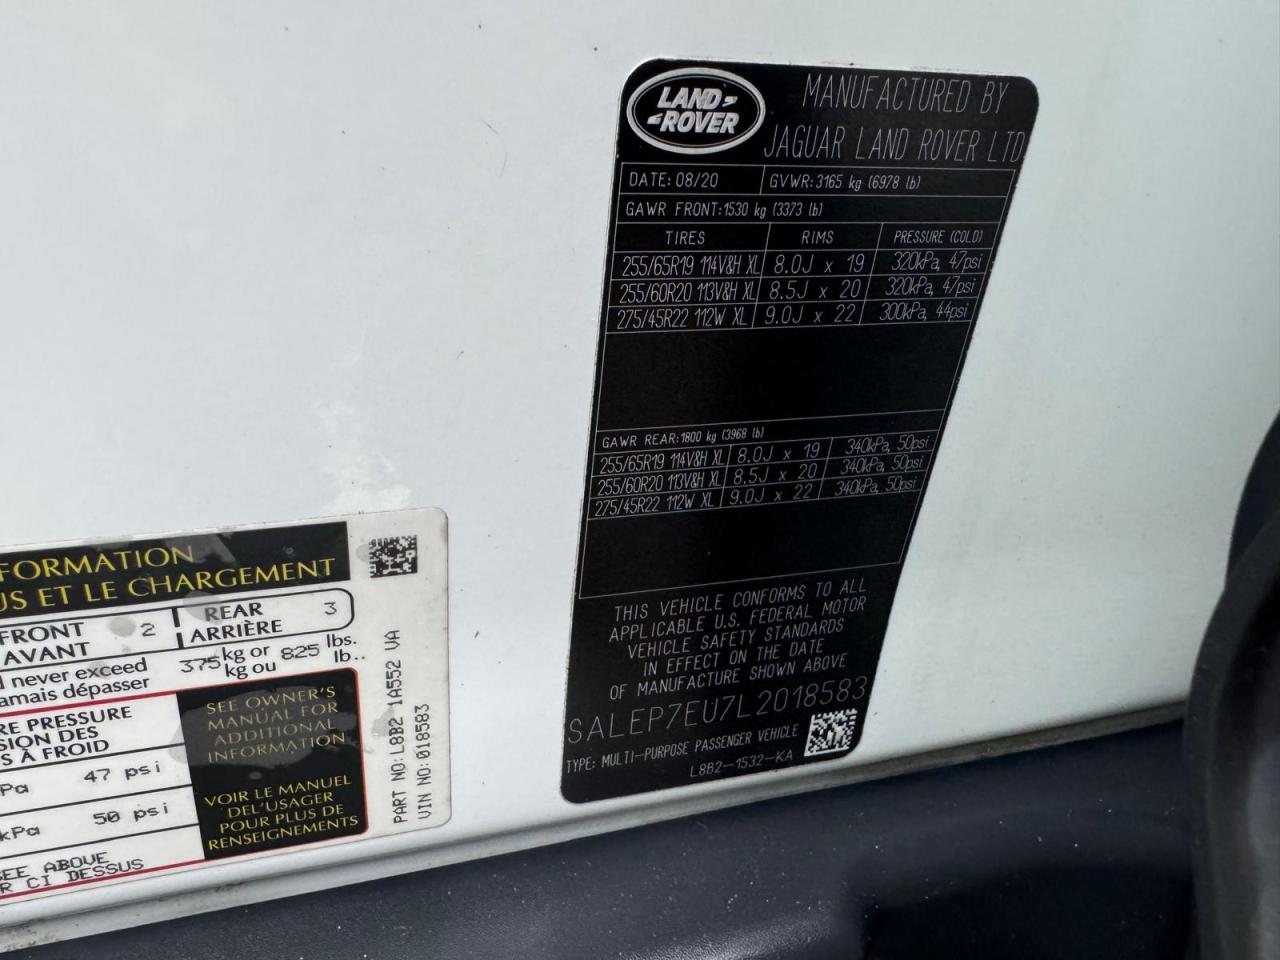 LAND ROVER
MANUFACTURED BY
JAGUAR LAND ROVER LTD
DATE: 08/20 GVWR: 3165 kg (6978 lb)
GAWR FRONT: 1530 kg (3373 lb)
TIRES RIMS PRESSURE (COLD)
255/65R19 114V&H XL 8.0J x 19 320kPa, 47psi
255/60R20 113V&H XL 8.5J x 20 320kPa, 47psi
275/45R22 112W XL 9.0J x 22 300kPa, 44psi
GAWR REAR: 1800 kg (3968 lb)
255/65R19 114V&H XL 8.0J x 19 340kPa, 50psi
255/60R20 113V&H XL 8.5J x 20 340kPa, 50psi
275/45R22 112W XL 9.0J x 22 340kPa, 50psi
THIS VEHICLE CONFORMS TO ALL
APPLICABLE U.S. FEDERAL MOTOR
VEHICLE SAFETY STANDARDS
IN EFFECT ON THE DATE
OF MANUFACTURE SHOWN ABOVE
SALEP7EU7L2018583
TYPE: MULTI-PURPOSE PASSENGER VEHICLE
L8B2-1532-KA
FORMATION
US ET LE CHARGEMENT
FRONT 2 REAR 3
AVANT ARRIÈRE
never exceed 375 kg or 825 lbs.
jamais dépasser kg ou lb..
RE PRESSURE
SION DES
S À FROID
Pa 47 psi
kPa 50 psi
SEE ABOVE
R CI DESSUS
SEE OWNER'S
MANUAL FOR
ADDITIONAL
INFORMATION
VOIR LE MANUEL
DEL'USAGER
POUR PLUS DE
RENSEIGNEMENTS
PART NO: L8B2 1A552 VA
VIN NO: 018583